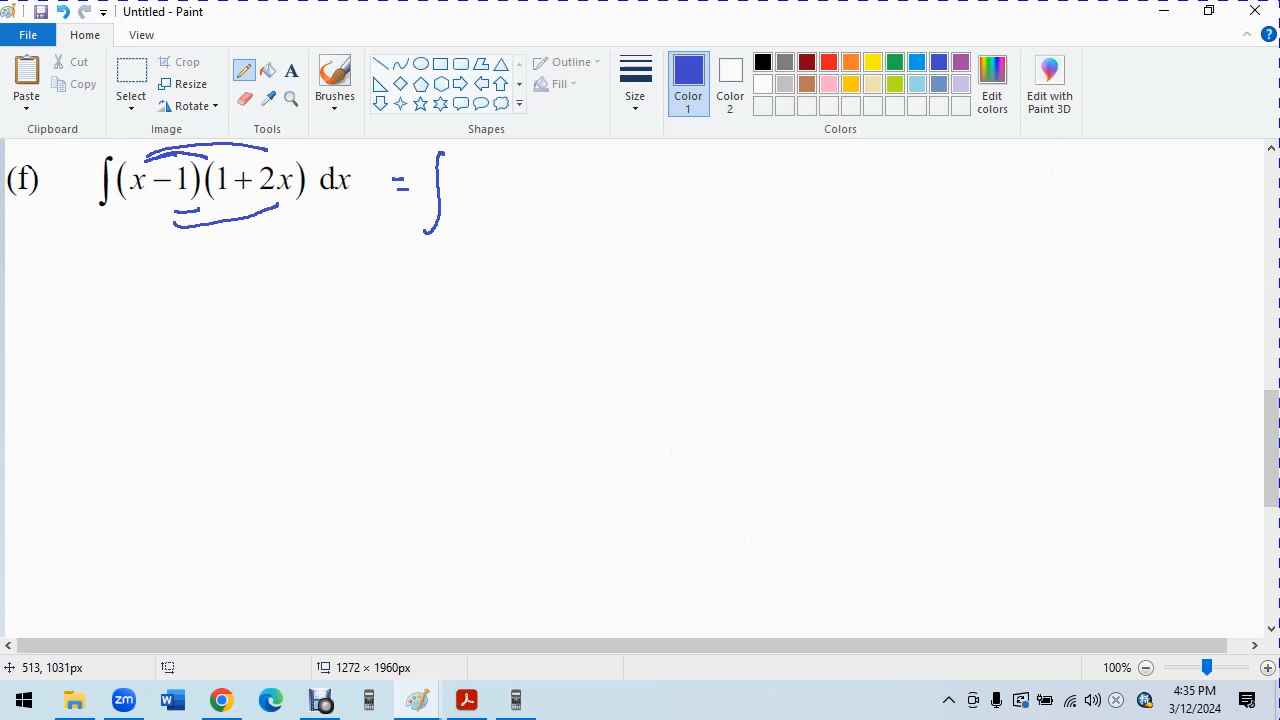 Untitled - Paint
File Home View
Cut
Copy
Paste
Clipboard
Crop
Resize
Rotate
Select
Image
A
Tools
Brushes
Outline
Fill
Shapes
Size
Color 1
Color 2
Edit colors
Colors
Edit with Paint 3D
(f) ∫(x − 1)(1 + 2x) dx = ∫
513, 1031px 1272 × 1960px 100%
zm W
4:35 PM
3/12/2024